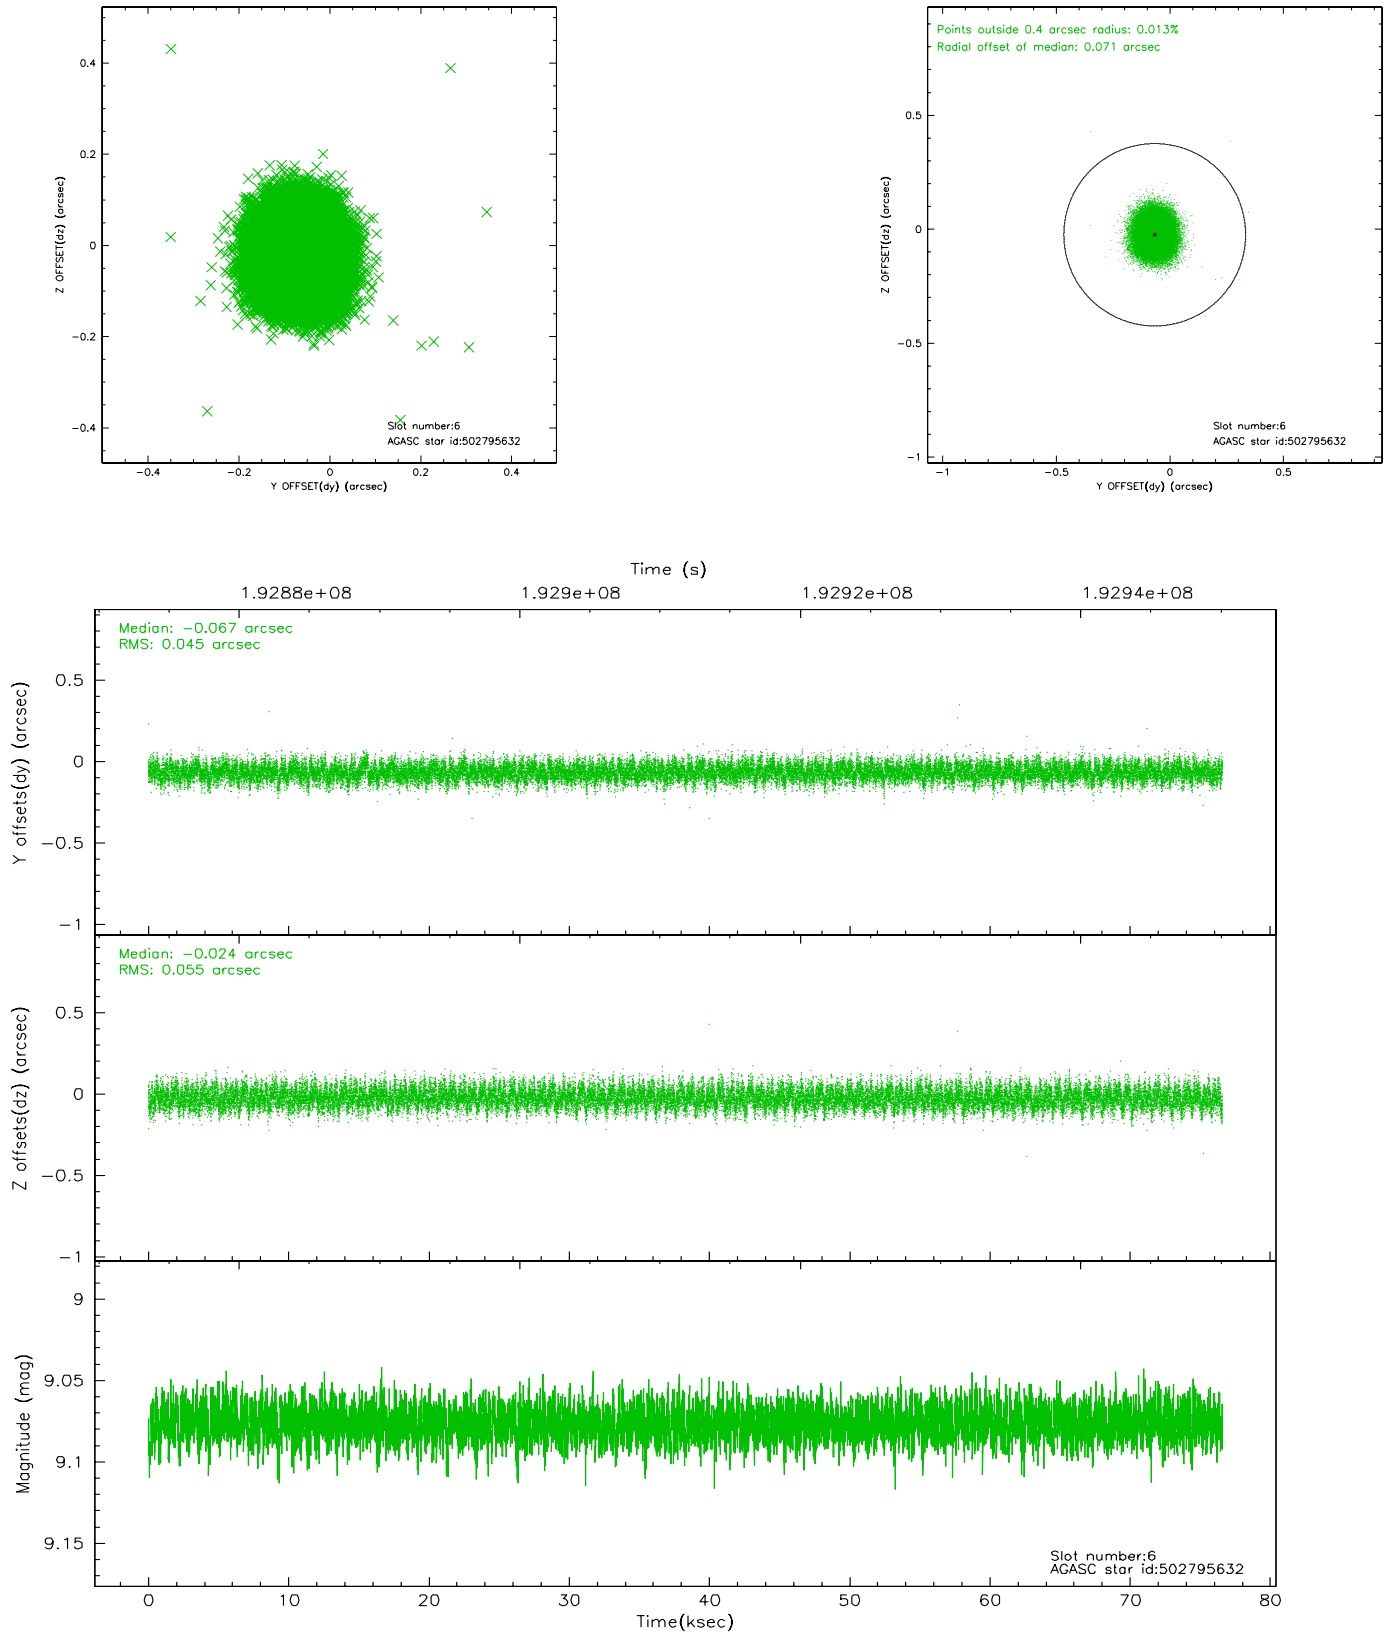 0.4
0.2
0
−0.2
−0.4
Z OFFSET(dz) (arcsec)
Slot number:6
AGASC star id:502795632
−0.4 −0.2 0 0.2 0.4
Y OFFSET(dy) (arcsec)
Points outside 0.4 arcsec radius: 0.013%
Radial offset of median: 0.071 arcsec
0.5
0
−0.5
−1
Z OFFSET(dz) (arcsec)
Slot number:6
AGASC star id:502795632
−1 −0.5 0 0.5
Y OFFSET(dy) (arcsec)
Time (s)
1.9288e+08 1.929e+08 1.9292e+08 1.9294e+08
Median: −0.067 arcsec
RMS: 0.045 arcsec
0.5
0
−0.5
−1
Y offsets(dy) (arcsec)
Median: −0.024 arcsec
RMS: 0.055 arcsec
0.5
0
−0.5
−1
Z offsets(dz) (arcsec)
9
9.05
9.1
9.15
Magnitude (mag)
Slot number:6
AGASC star id:502795632
0 10 20 30 40 50 60 70 80
Time(ksec)